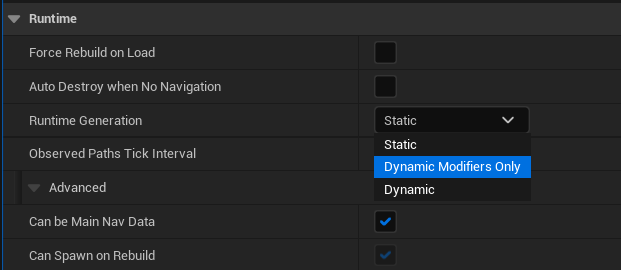 Runtime
Force Rebuild on Load
Auto Destroy when No Navigation
Runtime Generation
Static
Static
Observed Paths Tick Interval
Dynamic Modifiers Only
Advanced
Dynamic
Can be Main Nav Data
Can Spawn on Rebuild